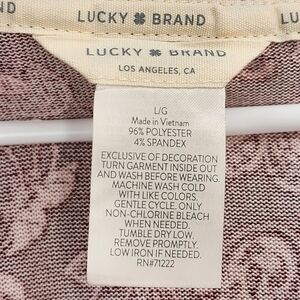 ND LUCKY BRAND LU
LUCKY BRAND
LOS ANGELES, CA
L/G
Made in Vietnam
96% POLYESTER
4% SPANDEX
EXCLUSIVE OF DECORATION
TURN GARMENT INSIDE OUT
AND WASH BEFORE WEARING.
MACHINE WASH COLD
WITH LIKE COLORS,
GENTLE CYCLE. ONLY
NON-CHLORINE BLEACH
WHEN NEEDED.
TUMBLE DRY LOW.
REMOVE PROMPTLY.
LOW IRON IF NEEDED.
RN#71222